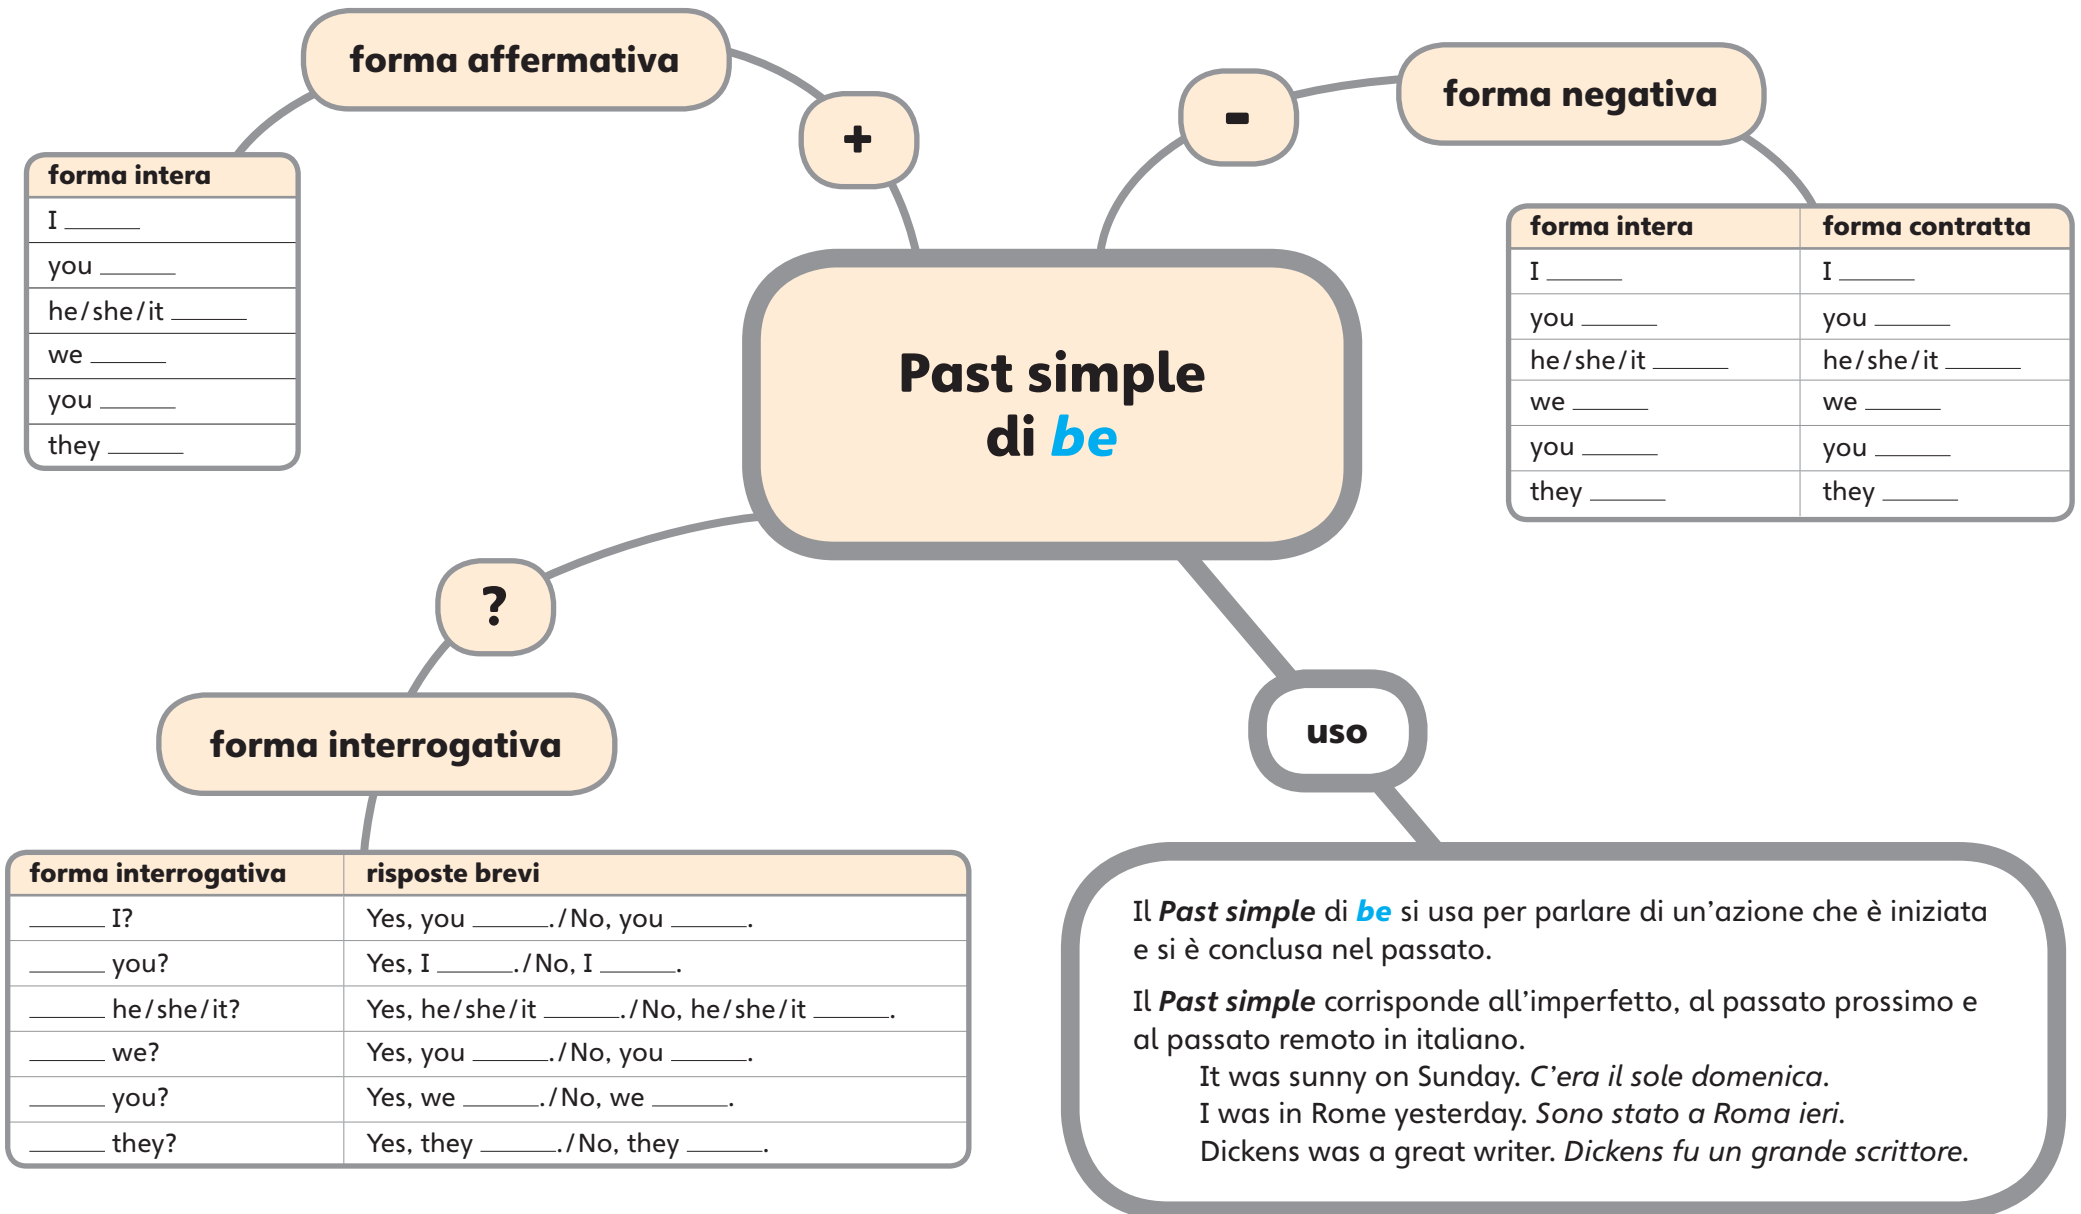 forma affermativa
+
forma intera
I ______
you ______
he/she/it ______
we ______
you ______
they ______
-
forma negativa
forma intera	forma contratta
I ______	I ______
you ______	you ______
he/she/it ______	he/she/it ______
we ______	we ______
you ______	you ______
they ______	they ______
Past simple
di be
?
forma interrogativa
forma interrogativa	risposte brevi
______ I?	Yes, you ______./No, you ______.
______ you?	Yes, I ______./No, I ______.
______ he/she/it?	Yes, he/she/it ______./No, he/she/it ______.
______ we?	Yes, you ______./No, you ______.
______ you?	Yes, we ______./No, we ______.
______ they?	Yes, they ______./No, they ______.
uso
Il Past simple di be si usa per parlare di un’azione che è iniziata
e si è conclusa nel passato.
Il Past simple corrisponde all’imperfetto, al passato prossimo e
al passato remoto in italiano.
It was sunny on Sunday. C’era il sole domenica.
I was in Rome yesterday. Sono stato a Roma ieri.
Dickens was a great writer. Dickens fu un grande scrittore.